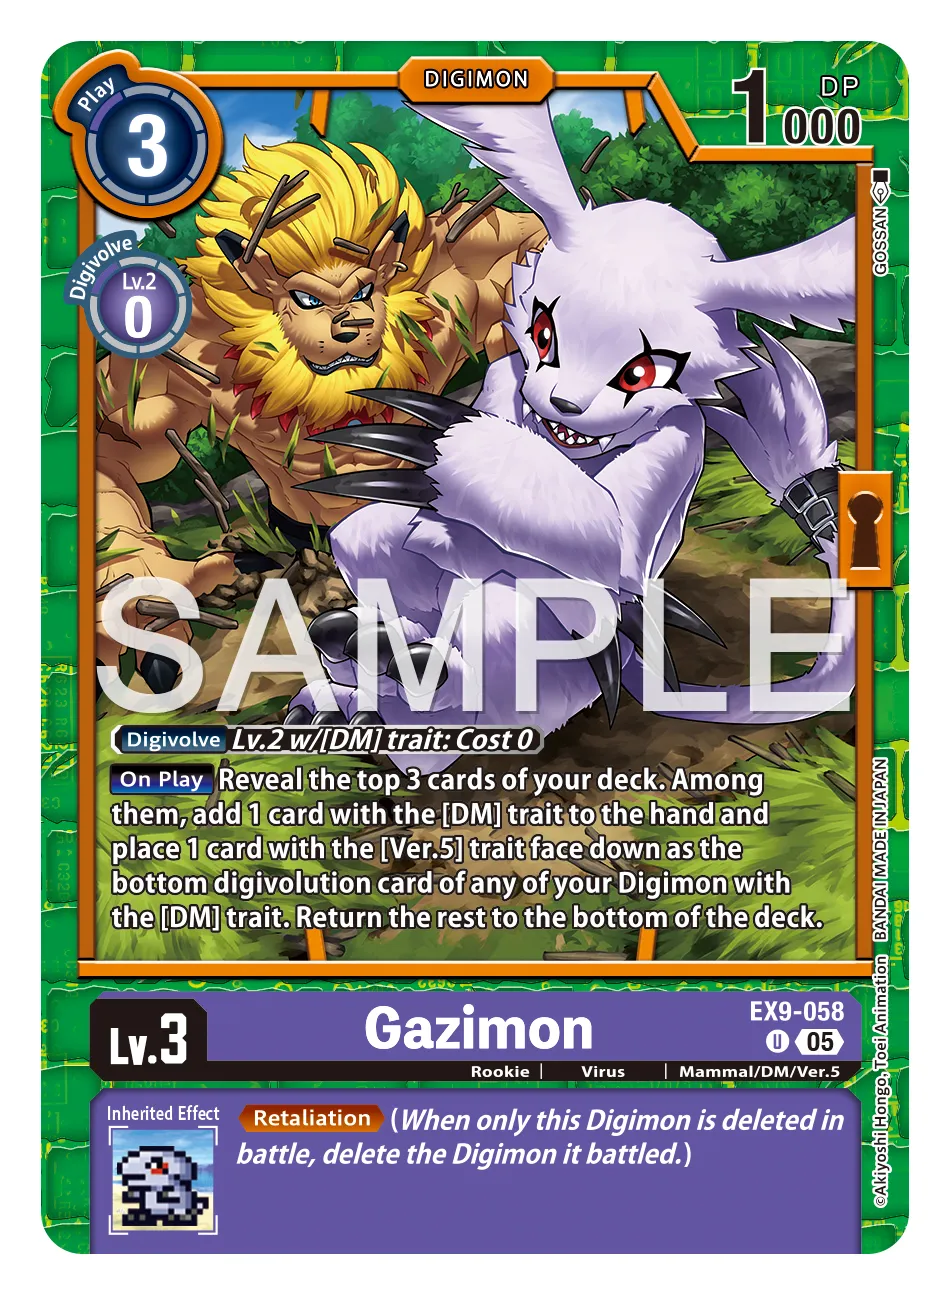 DIGIMON
Play
3
DP
1000
Digivolve
Lv.2
0
GOSSAN
SAMPLE
Digivolve Lv.2 w/[DM] trait: Cost 0
On Play Reveal the top 3 cards of your deck. Among
them, add 1 card with the [DM] trait to the hand and
place 1 card with the [Ver.5] trait face down as the
bottom digivolution card of any of your Digimon with
the [DM] trait. Return the rest to the bottom of the deck.
©Akiyoshi Hongo, Toei Animation BANDAI MADE IN JAPAN
Lv.3
Gazimon
EX9-058
U 05
Rookie | Virus | Mammal/DM/Ver.5
Inherited Effect
Retaliation (When only this Digimon is deleted in
battle, delete the Digimon it battled.)